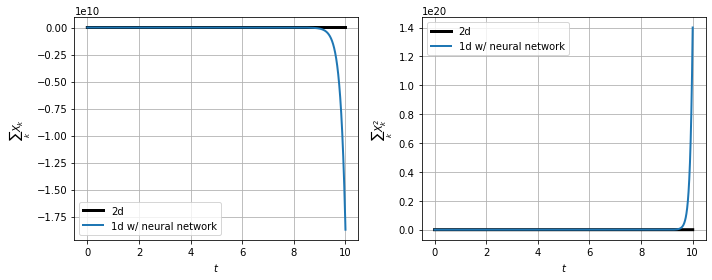 1e10
0.00
−0.25
−0.50
−0.75
−1.00
−1.25
−1.50
−1.75
∑ₖ Xₖ
2d
1d w/ neural network
0 2 4 6 8 10
t
1e20
1.4
1.2
1.0
0.8
0.6
0.4
0.2
0.0
∑ₖ Xₖ²
2d
1d w/ neural network
0 2 4 6 8 10
t